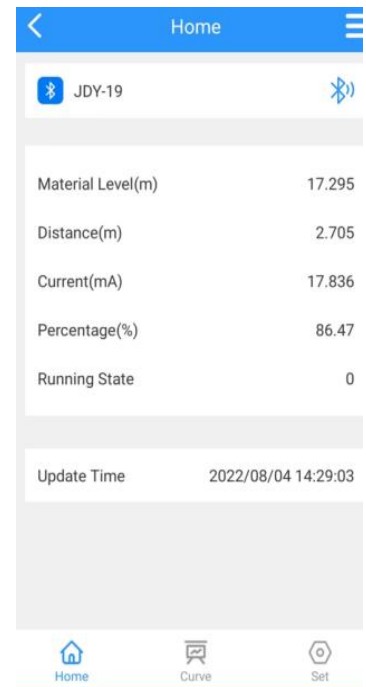 Home
JDY-19
Material Level(m) 17.295
Distance(m) 2.705
Current(mA) 17.836
Percentage(%) 86.47
Running State 0
Update Time 2022/08/04 14:29:03
Home Curve Set